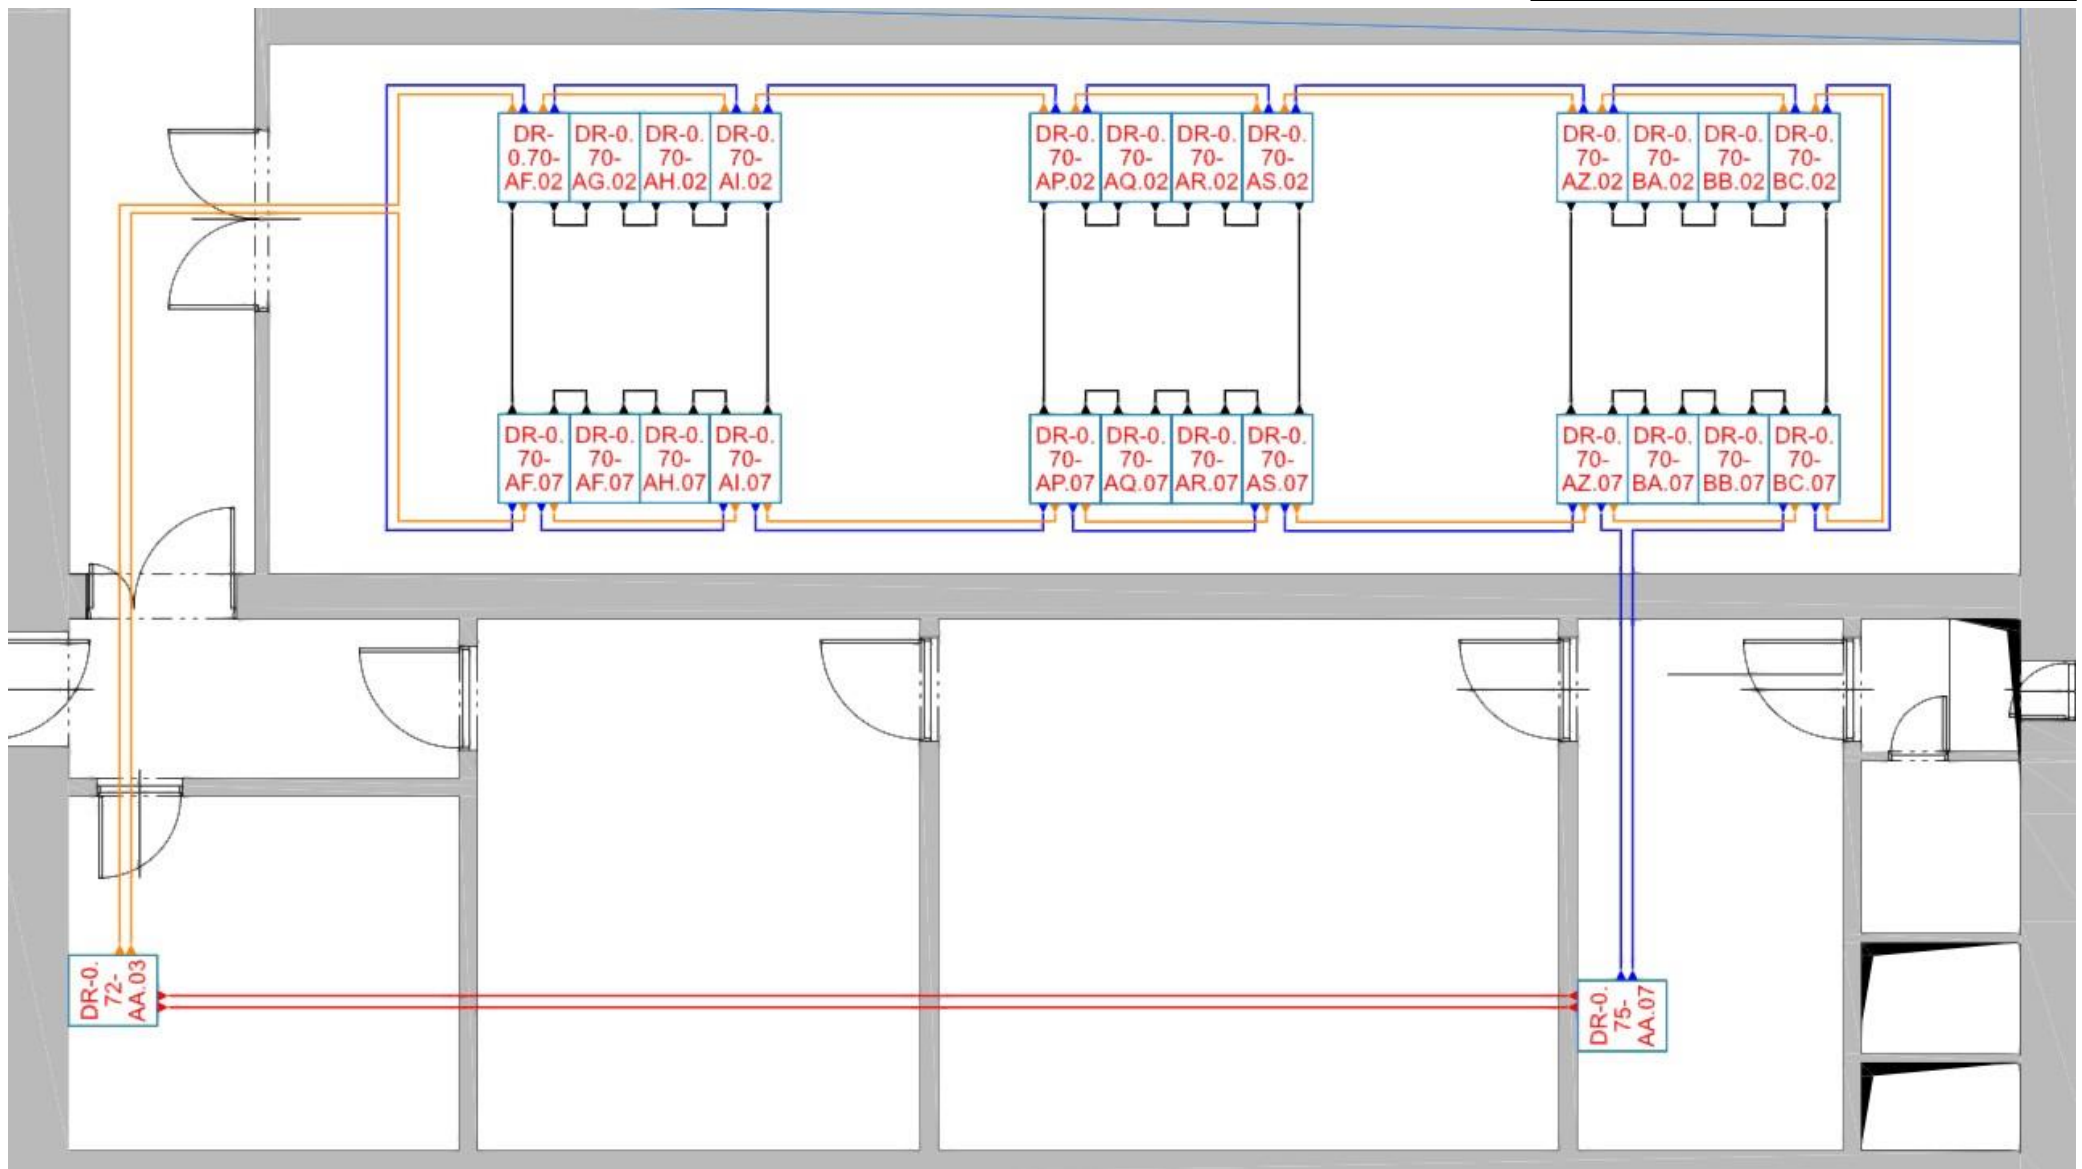 DR-
0.70-
AF.02
DR-0.
70-
AG.02
DR-0.
70-
AH.02
DR-0.
70-
AI.02
DR-0.
70-
AP.02
DR-0.
70-
AQ.02
DR-0.
70-
AR.02
DR-0.
70-
AS.02
DR-0.
70-
AZ.02
DR-0.
70-
BA.02
DR-0.
70-
BB.02
DR-0.
70-
BC.02
DR-0.
70-
AF.07
DR-0.
70-
AF.07
DR-0.
70-
AH.07
DR-0.
70-
AI.07
DR-0.
70-
AP.07
DR-0.
70-
AQ.07
DR-0.
70-
AR.07
DR-0.
70-
AS.07
DR-0.
70-
AZ.07
DR-0.
70-
BA.07
DR-0.
70-
BB.07
DR-0.
70-
BC.07
DR-0.
72-
AA.03
DR-0.
75-
AA.07